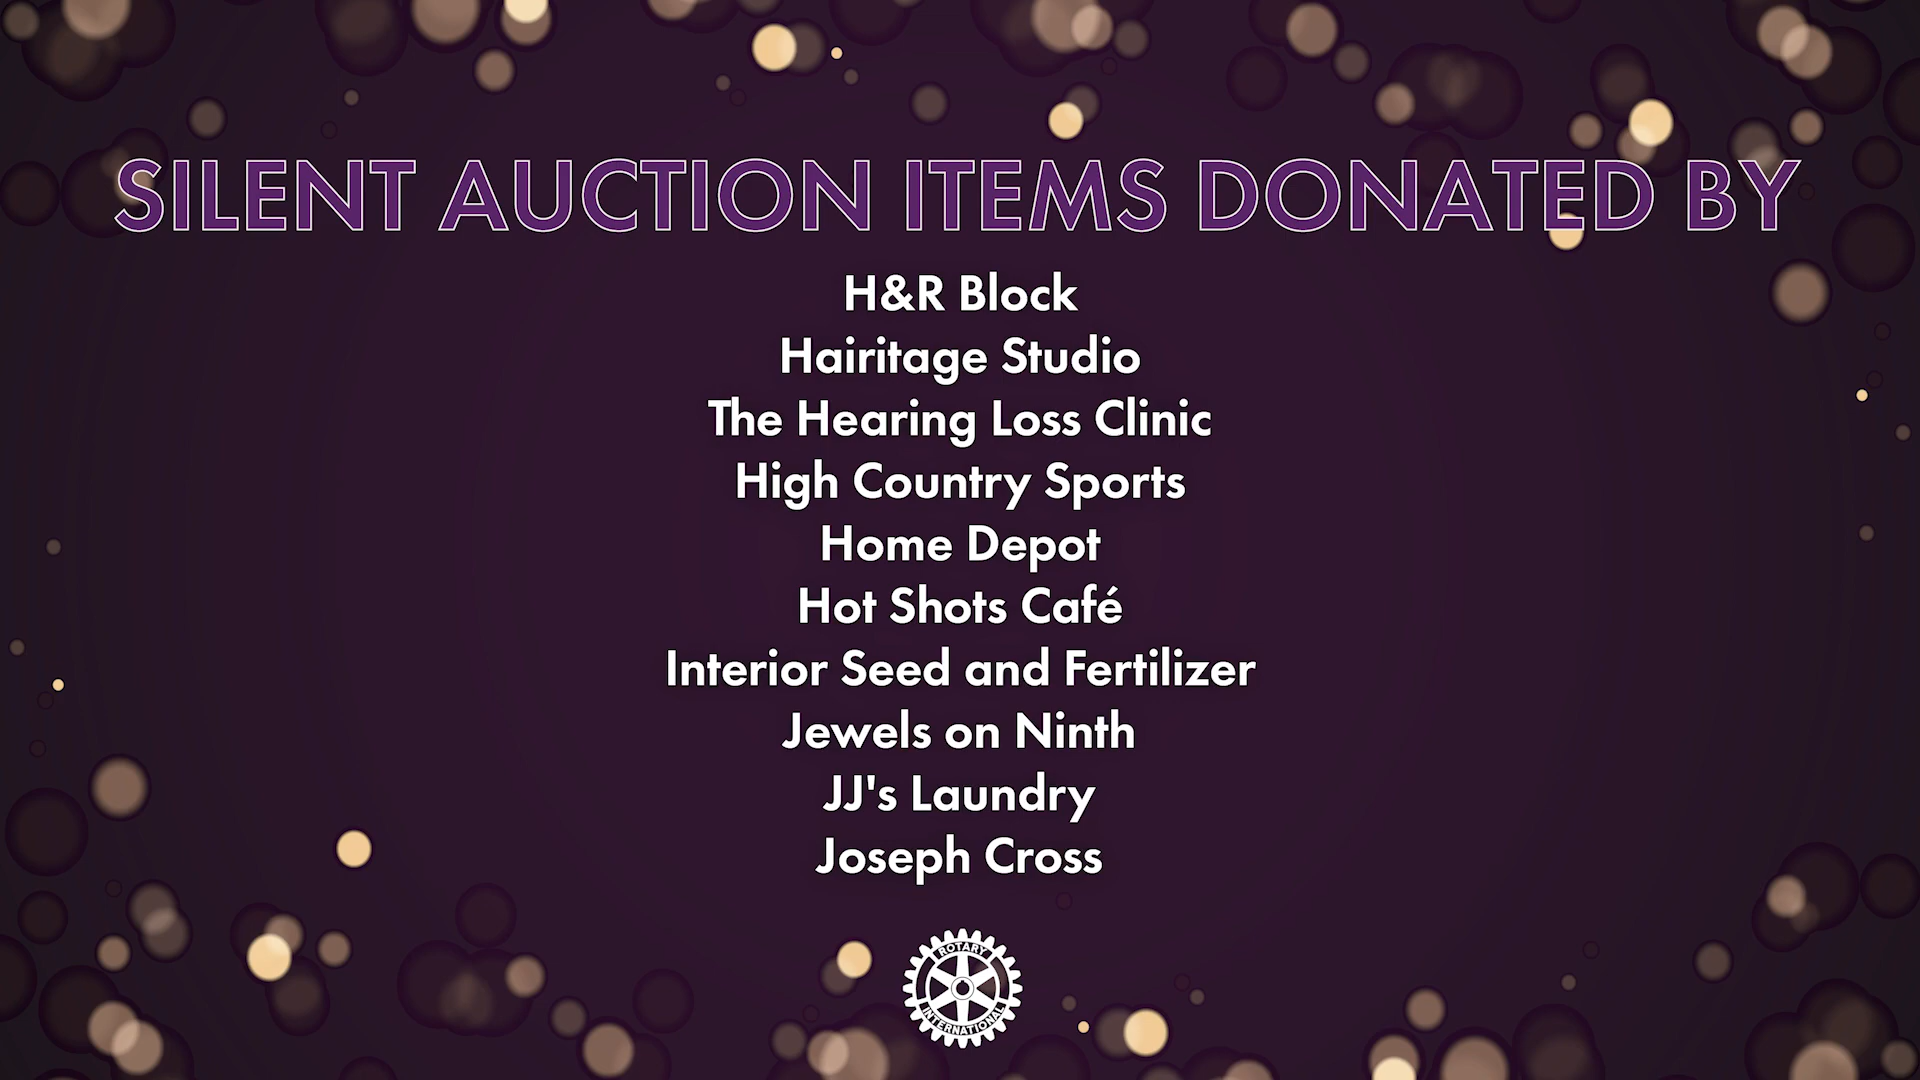 SILENT AUCTION ITEMS DONATED BY
H&R Block
Hairitage Studio
The Hearing Loss Clinic
High Country Sports
Home Depot
Hot Shots Café
Interior Seed and Fertilizer
Jewels on Ninth
JJ's Laundry
Joseph Cross
ROTARY
INTERNATIONAL